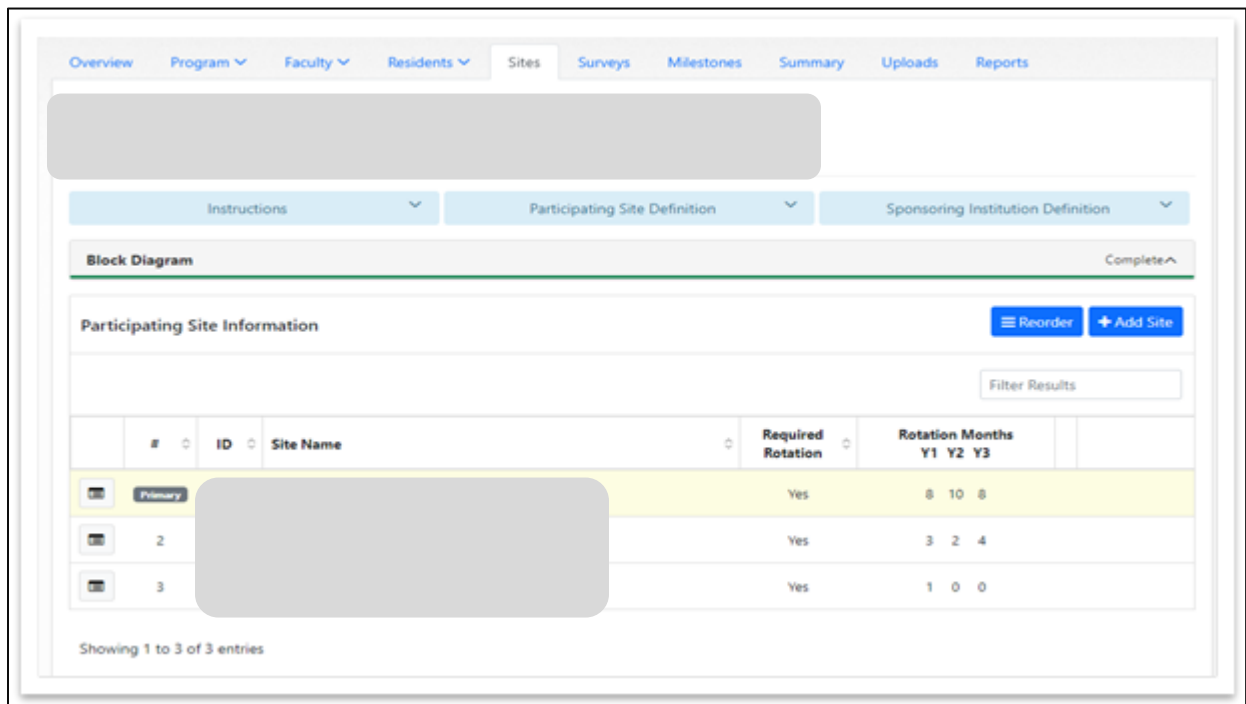 Overview Program Faculty Residents Sites Surveys Milestones Summary Uploads Reports
Instructions Participating Site Definition Sponsoring Institution Definition
Block Diagram Complete
Participating Site Information Reorder + Add Site
Filter Results
# ID Site Name Required Rotation Rotation Months Y1 Y2 Y3
Primary Yes 8 10 8
2 Yes 3 2 4
3 Yes 1 0 0
Showing 1 to 3 of 3 entries